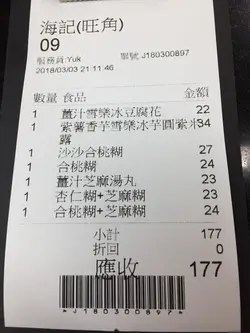 海記(旺角)
09
服務員:Yuk 單號 J180300897
2018/03/03 21:11:46
數量 食品 金額
1 薑汁雪欒冰豆腐花 22
1 紫薯香芋雪欒冰芋圓索米 34
露
1 沙沙合桃糊 27
1 合桃糊 24
1 薑汁芝麻湯丸 23
1 杏仁糊+芝麻糊 23
1 合桃糊+芝麻糊 24
小計 177
折回 0
應收 177
*J180300897*